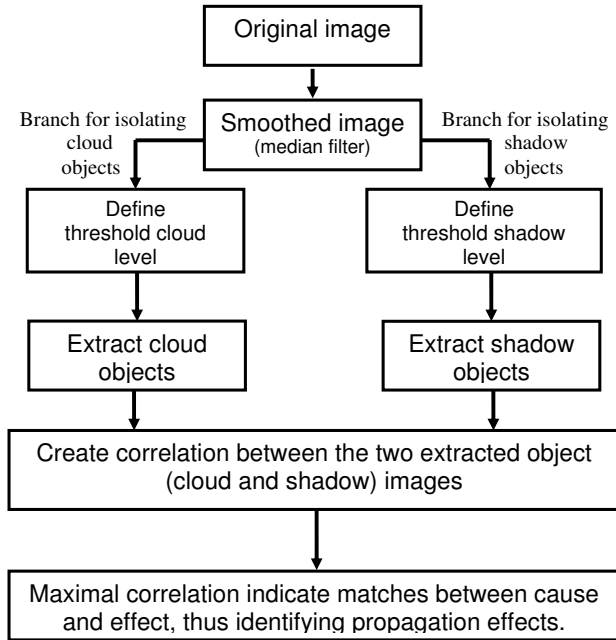 Original image
Branch for isolating
cloud
objects
Smoothed image
(median filter)
Branch for isolating
shadow
objects
Define
threshold cloud
level
Define
threshold shadow
level
Extract cloud
objects
Extract shadow
objects
Create correlation between the two extracted object
(cloud and shadow) images
Maximal correlation indicate matches between cause
and effect, thus identifying propagation effects.